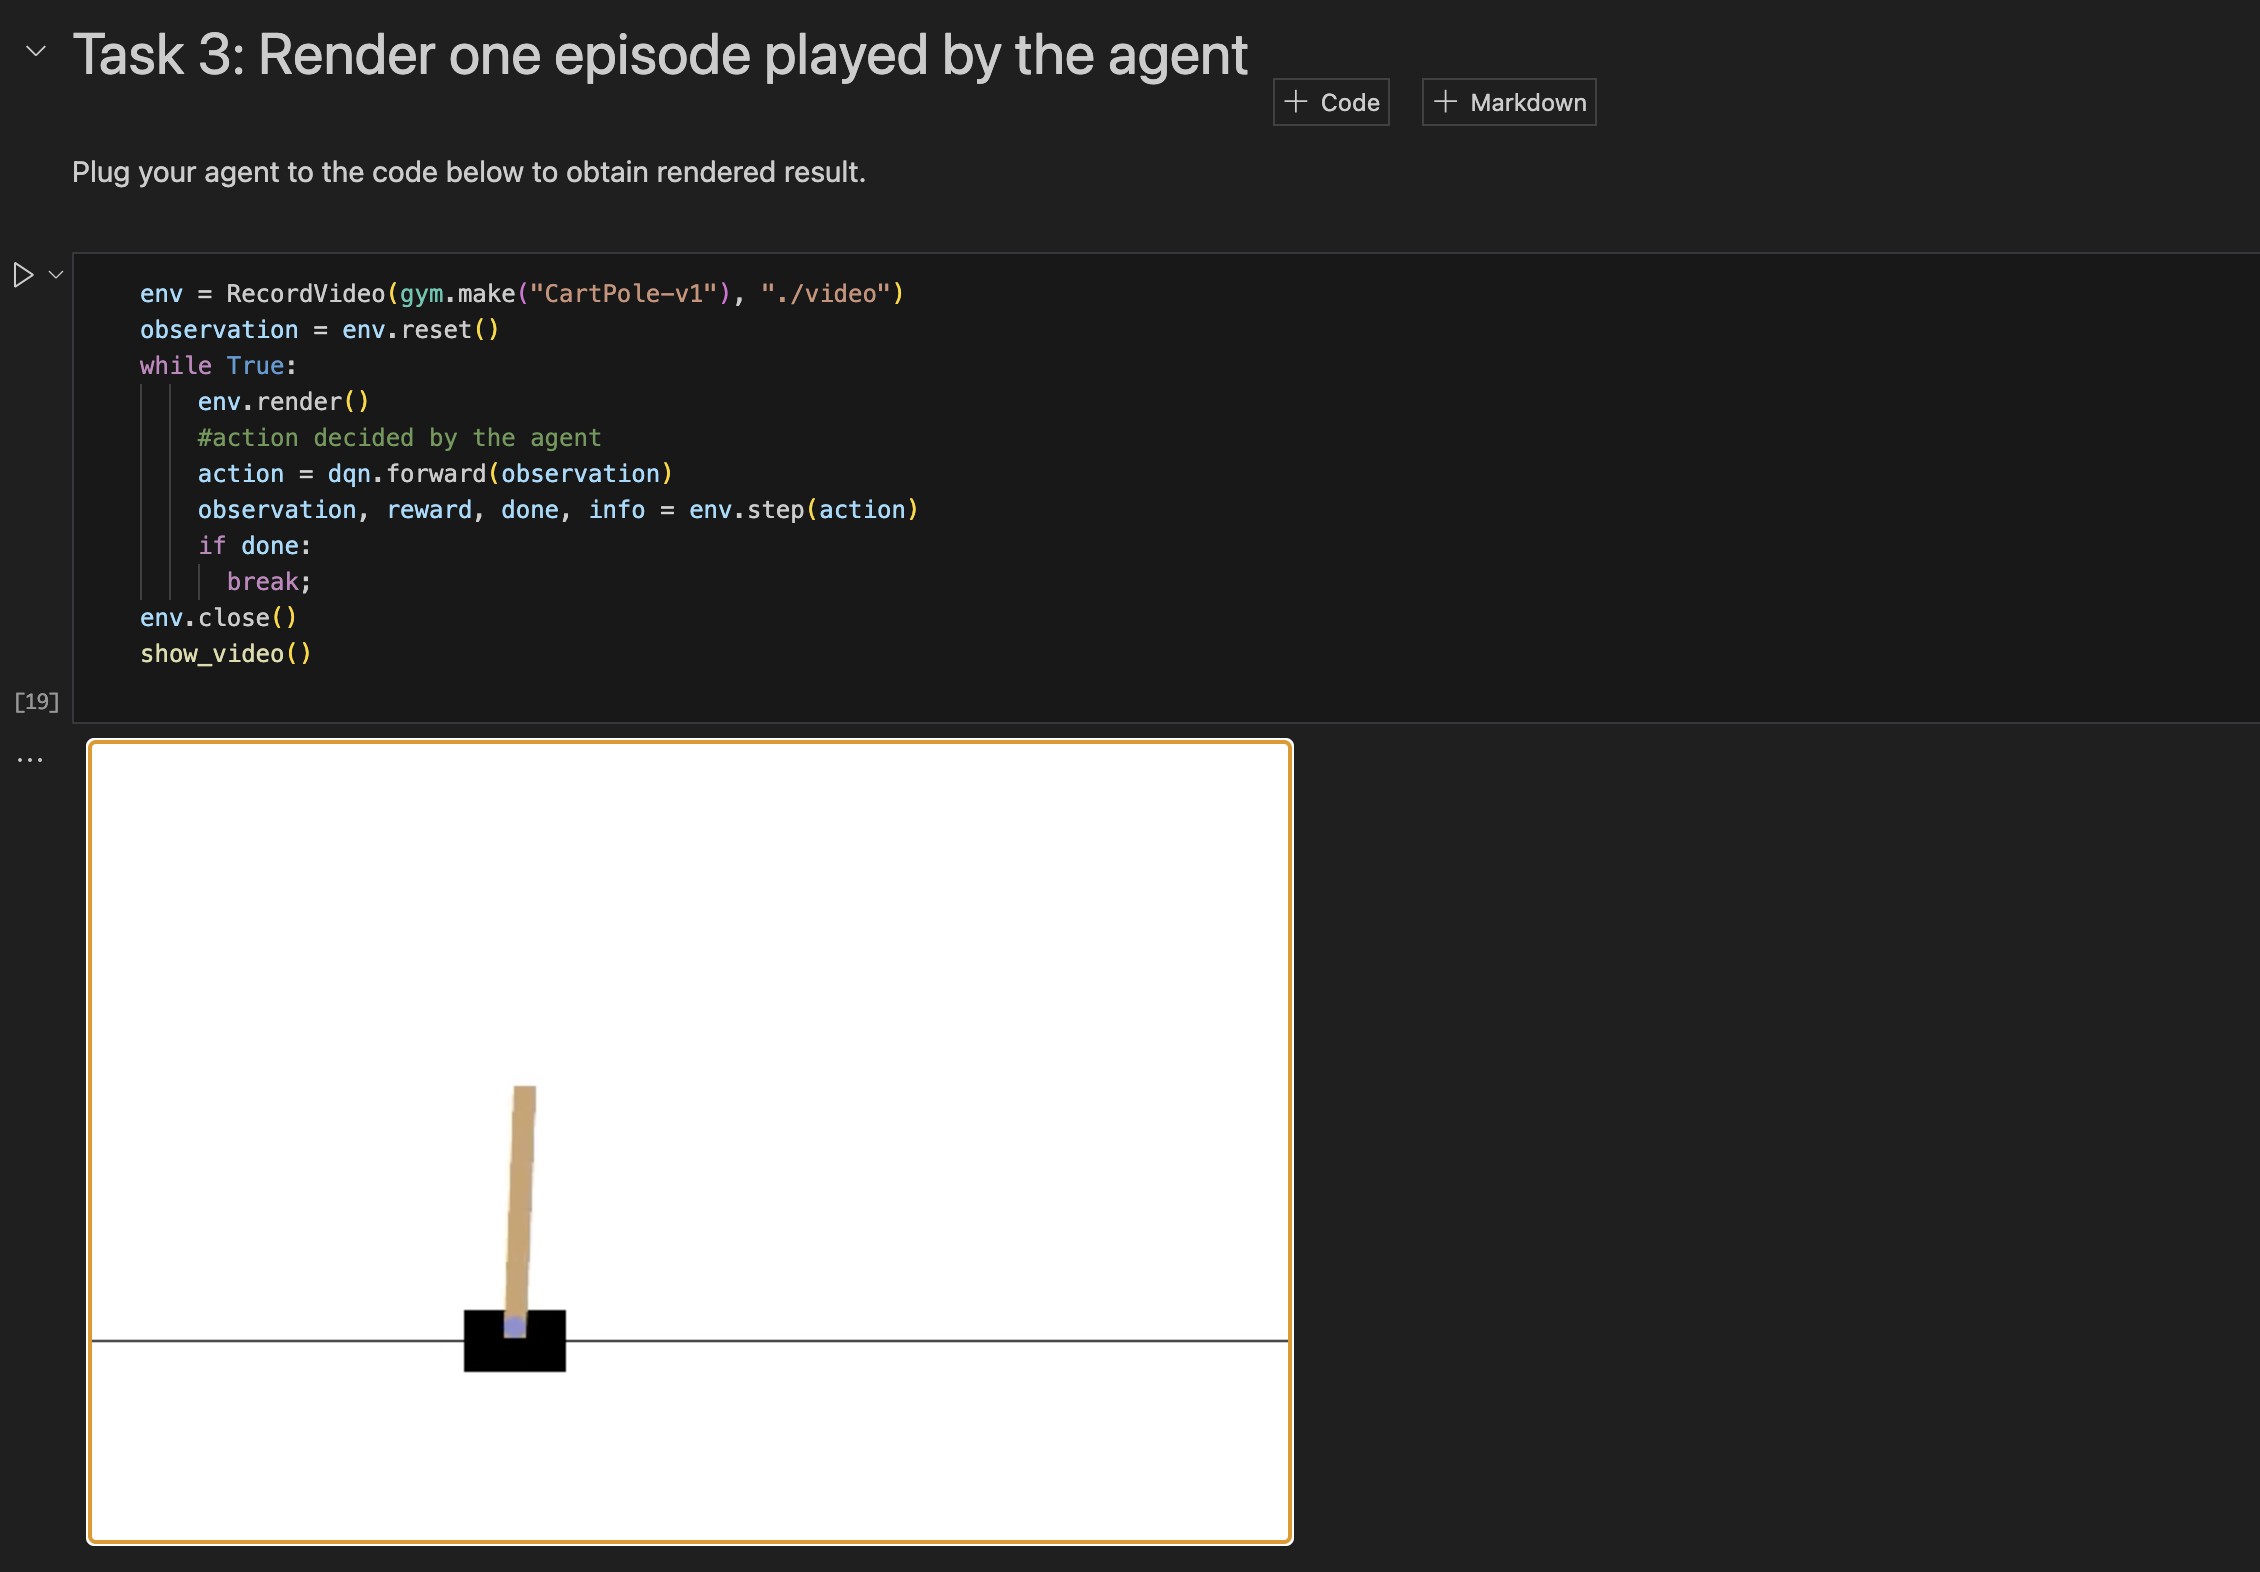 Task 3: Render one episode played by the agent
+ Code + Markdown
Plug your agent to the code below to obtain rendered result.
env = RecordVideo(gym.make("CartPole-v1"), "./video")
observation = env.reset()
while True:
    env.render()
    #action decided by the agent
    action = dqn.forward(observation)
    observation, reward, done, info = env.step(action)
    if done:
      break;
env.close()
show_video()
[19]
...